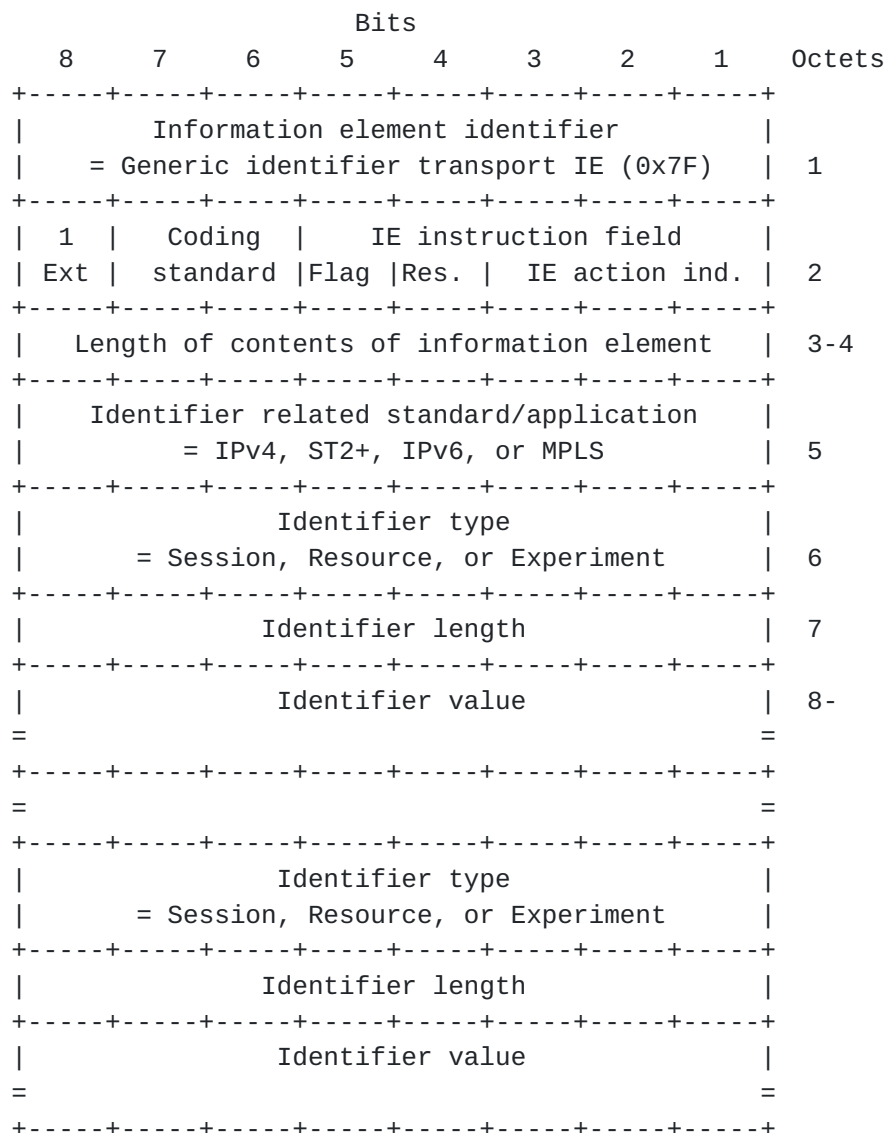 Bits
   8     7     6     5     4     3     2     1    Octets
+-----+-----+-----+-----+-----+-----+-----+-----+
|        Information element identifier         |
|    = Generic identifier transport IE (0x7F)   |  1
+-----+-----+-----+-----+-----+-----+-----+-----+
|  1  |   Coding  |    IE instruction field     |
| Ext |  standard |Flag |Res. |  IE action ind. |  2
+-----+-----+-----+-----+-----+-----+-----+-----+
|   Length of contents of information element   |  3-4
+-----+-----+-----+-----+-----+-----+-----+-----+
|    Identifier related standard/application    |
|          = IPv4, ST2+, IPv6, or MPLS          |  5
+-----+-----+-----+-----+-----+-----+-----+-----+
|                Identifier type                |
|       = Session, Resource, or Experiment      |  6
+-----+-----+-----+-----+-----+-----+-----+-----+
|               Identifier length               |  7
+-----+-----+-----+-----+-----+-----+-----+-----+
|                Identifier value               |  8-
=                                               =
+-----+-----+-----+-----+-----+-----+-----+-----+
=                                               =
+-----+-----+-----+-----+-----+-----+-----+-----+
|                Identifier type                |
|       = Session, Resource, or Experiment      |
+-----+-----+-----+-----+-----+-----+-----+-----+
|               Identifier length               |
+-----+-----+-----+-----+-----+-----+-----+-----+
|                Identifier value               |
=                                               =
+-----+-----+-----+-----+-----+-----+-----+-----+